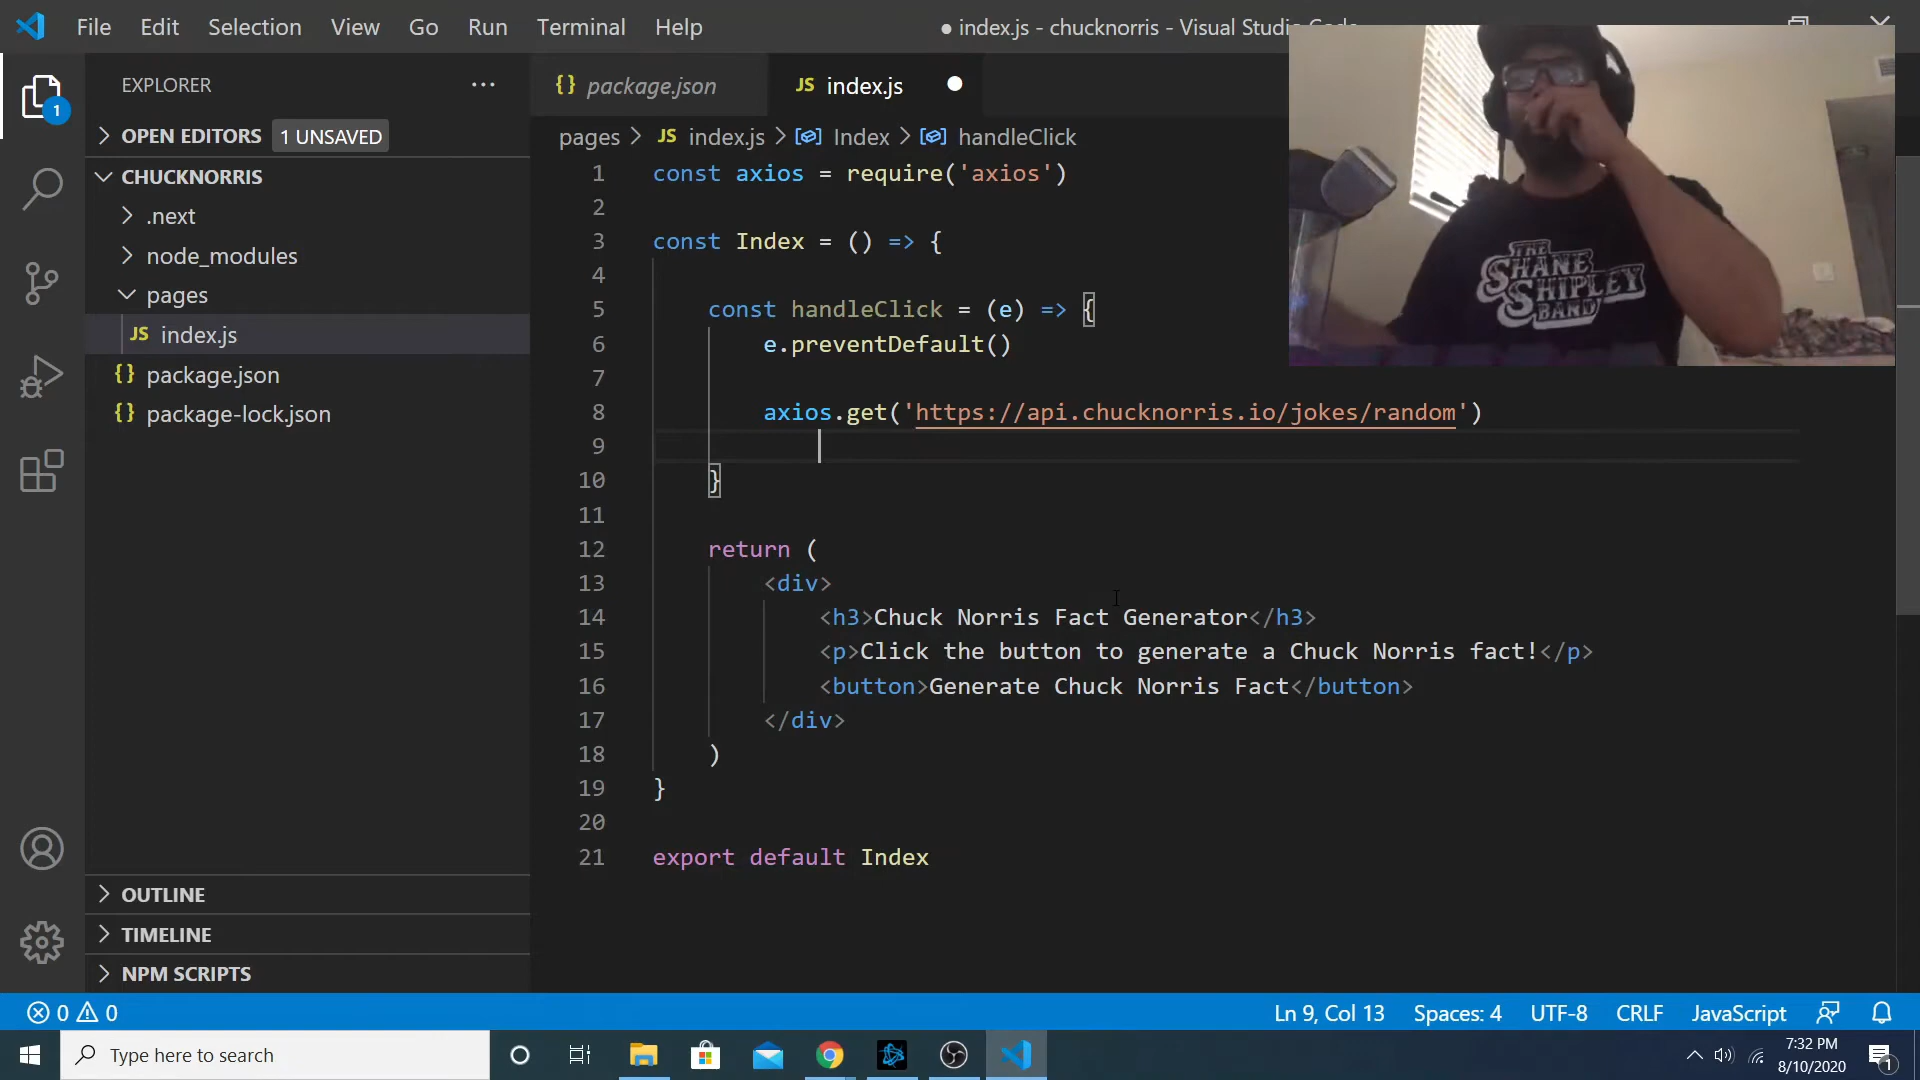 File Edit Selection View Go Run Terminal Help
● index.js - chucknorris - Visual Studio Code
EXPLORER
OPEN EDITORS 1 UNSAVED
CHUCKNORRIS
.next
node_modules
pages
JS index.js
{} package.json
{} package-lock.json
OUTLINE
TIMELINE
NPM SCRIPTS
1
{} package.json
JS index.js
pages > JS index.js > Index > handleClick
1 const axios = require('axios')
2
3 const Index = () => {
4
5 const handleClick = (e) => {
6 e.preventDefault()
7
8 axios.get('https://api.chucknorris.io/jokes/random')
9
10 }
11
12 return (
13 <div>
14 <h3>Chuck Norris Fact Generator</h3>
15 <p>Click the button to generate a Chuck Norris fact!</p>
16 <button>Generate Chuck Norris Fact</button>
17 </div>
18 )
19 }
20
21 export default Index
THE
SHANE
SHIPLEY
BAND
0 0
Ln 9, Col 13 Spaces: 4 UTF-8 CRLF JavaScript
Type here to search
7:32 PM
8/10/2020
1